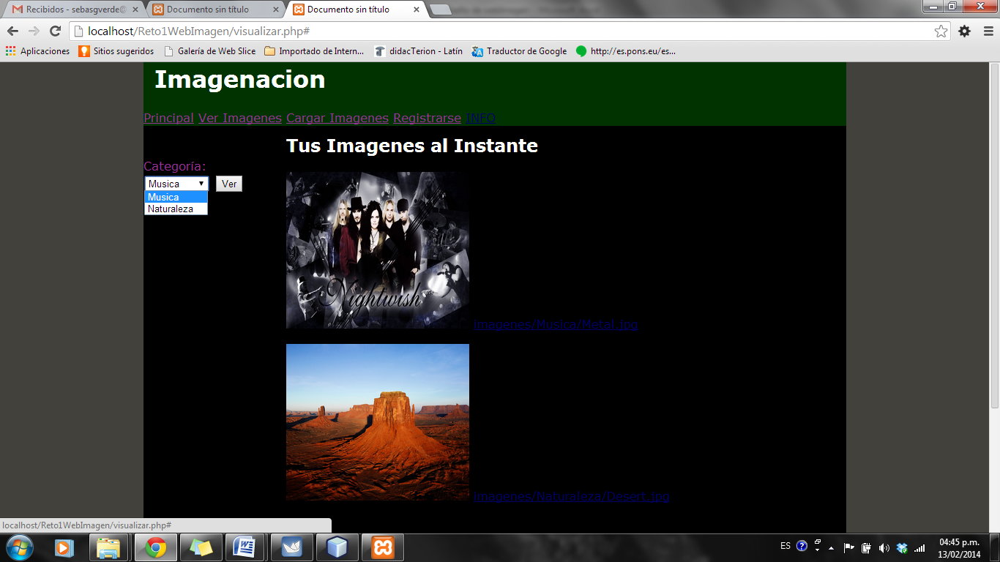 Recibidos - sebasgverde@
Documento sin título
Documento sin título
localhost/Reto1WebImagen/visualizar.php#
Aplicaciones
Sitios sugeridos
Galería de Web Slice
Importado de Intern...
didacTerion - Latín
Traductor de Google
http://es.pons.eu/es...
Imagenacion
Principal Ver Imagenes Cargar Imagenes Registrarse INFO
Tus Imagenes al Instante
Categoría:
Musica
Ver
Musica
Naturaleza
Nightwish
imagenes/Musica/Metal.jpg
imagenes/Naturaleza/Desert.jpg
localhost/Reto1WebImagen/visualizar.php#
ES
04:45 p.m.
13/02/2014